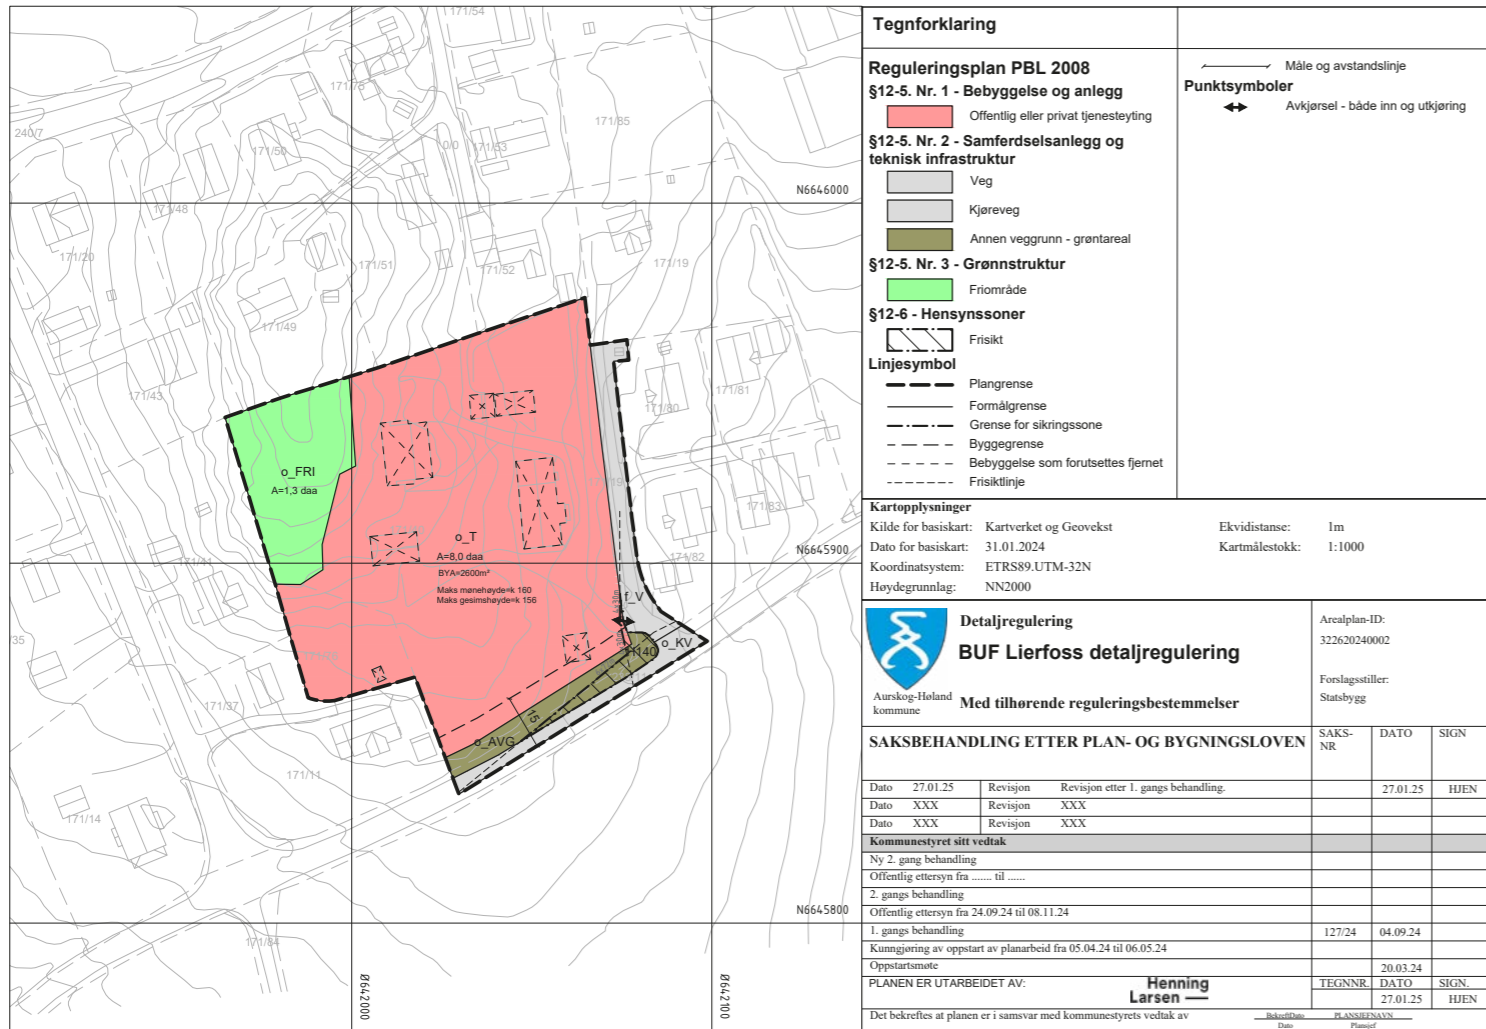 171/54
171/75
240/7
171/50
0/0
171/53
171/85
N6646000
171/48
171/20
171/51
171/52
171/19
171/49
171/43
171/81
171/80
o_FRI
A=1,3 daa
171/83
o_T
A=8,0 daa
BYA=2600m²
Maks mønehøyde=k 160
Maks gesimshøyde=k 156
N6645900
171/82
171/41
f_V
o_KV
H140
171/37
15
o_AVG
171/11
171/14
N6645800
171/84
Ø642000
Ø642100
Tegnforklaring
Reguleringsplan PBL 2008
§12-5. Nr. 1 - Bebyggelse og anlegg
Offentlig eller privat tjenesteyting
§12-5. Nr. 2 - Samferdselsanlegg og
teknisk infrastruktur
Veg
Kjøreveg
Annen veggrunn - grøntareal
§12-5. Nr. 3 - Grønnstruktur
Friområde
§12-6 - Hensynssoner
Frisikt
Linjesymbol
Plangrense
Formålgrense
Grense for sikringssone
Byggegrense
Bebyggelse som forutsettes fjernet
Frisiktlinje
Måle og avstandslinje
Punktsymboler
Avkjørsel - både inn og utkjøring
Kartopplysninger
Kilde for basiskart: Kartverket og Geovekst Ekvidistanse: 1m
Dato for basiskart: 31.01.2024 Kartmålestokk: 1:1000
Koordinatsystem: ETRS89.UTM-32N
Høydegrunnlag: NN2000
Aurskog-Høland
kommune
Detaljregulering
BUF Lierfoss detaljregulering
Med tilhørende reguleringsbestemmelser
Arealplan-ID:
322620240002
Forslagsstiller:
Statsbygg
SAKSBEHANDLING ETTER PLAN- OG BYGNINGSLOVEN SAKS-
NR DATO SIGN
Dato 27.01.25 Revisjon Revisjon etter 1. gangs behandling. 27.01.25 HJEN
Dato XXX Revisjon XXX
Dato XXX Revisjon XXX
Kommunestyret sitt vedtak
Ny 2. gang behandling
Offentlig ettersyn fra ....... til ......
2. gangs behandling
Offentlig ettersyn fra 24.09.24 til 08.11.24
1. gangs behandling 127/24 04.09.24
Kunngjøring av oppstart av planarbeid fra 05.04.24 til 06.05.24
Oppstartsmøte 20.03.24
PLANEN ER UTARBEIDET AV: Henning
Larsen TEGNNR. DATO SIGN.
27.01.25 HJEN
Det bekreftes at planen er i samsvar med kommunestyrets vedtak av BekreftDato PLANSJEFNAVN
Dato Plansjef